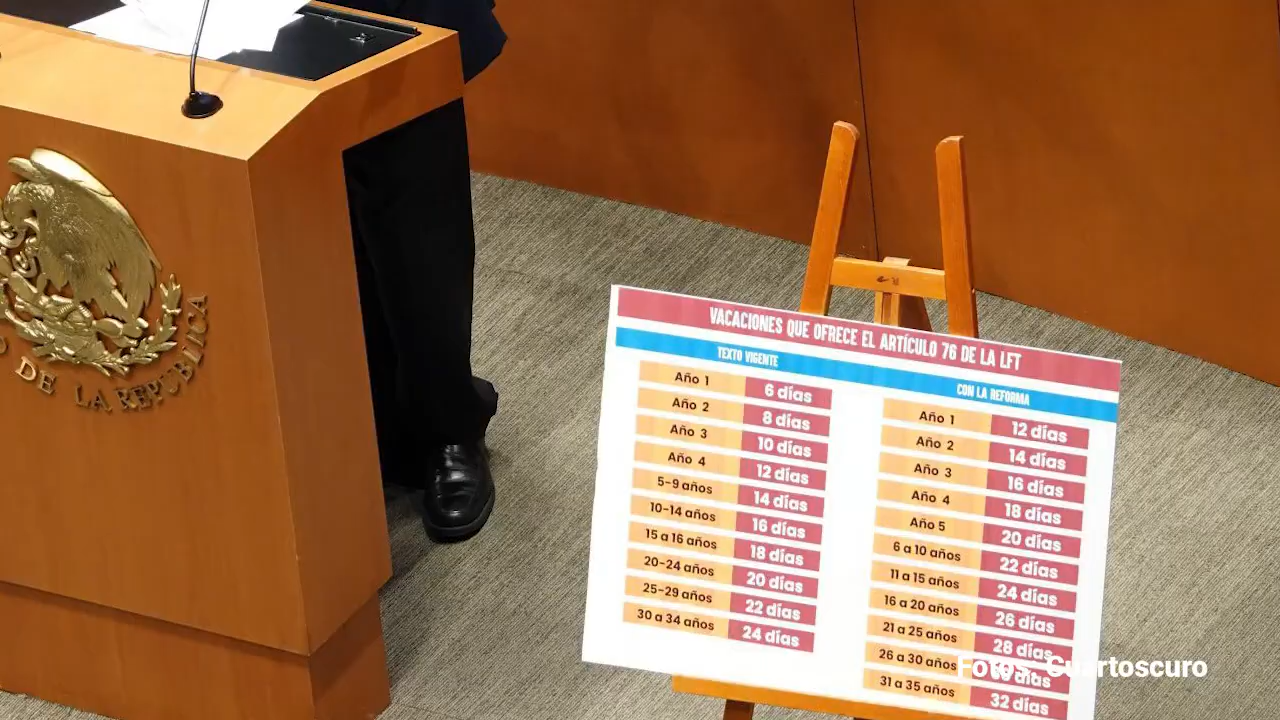 DE LA REPÚBLICA
VACACIONES QUE OFRECE EL ARTÍCULO 76 DE LA LFT
TEXTO VIGENTE
Año 1 6 días
Año 2 8 días
Año 3 10 días
Año 4 12 días
5-9 años 14 días
10-14 años 16 días
15 a 16 años 18 días
20-24 años 20 días
25-29 años 22 días
30 a 34 años 24 días
CON LA REFORMA
Año 1 12 días
Año 2 14 días
Año 3 16 días
Año 4 18 días
Año 5 20 días
6 a 10 años 22 días
11 a 15 años 24 días
16 a 20 años 26 días
21 a 25 años 28 días
26 a 30 años días
31 a 35 años 32 días
Fotos: Cuartoscuro